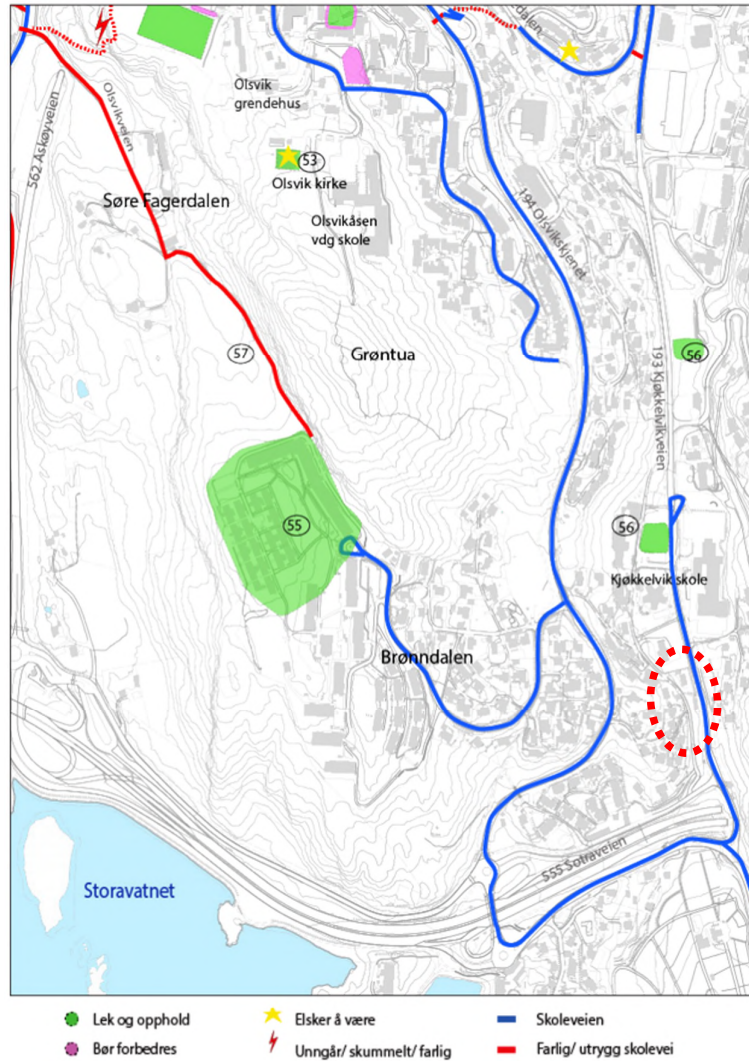 dalen
Olsvik
grendehus
Olsvikveien
562 Askøyveien
53
Olsvik kirke
Søre Fagerdalen
Olsvikåsen
vdg skole
194 Olsvikskjenet
57
Grøntua
56
193 Kjøkkelvikveien
55
56
Kjøkkelvik skole
Brønndalen
555 Sotraveien
Storavatnet
Lek og opphold
Elsker å være
Skoleveien
Bør forbedres
Unngår/ skummelt/ farlig
Farlig/ utrygg skolevei